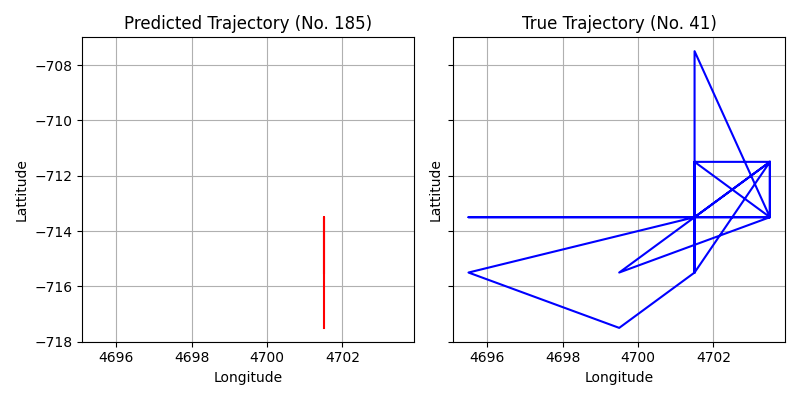 Predicted Trajectory (No. 185)
True Trajectory (No. 41)
−708
−710
−712
−714
−716
−718
Lattitude
Lattitude
4696
4698
4700
4702
4696
4698
4700
4702
Longitude
Longitude